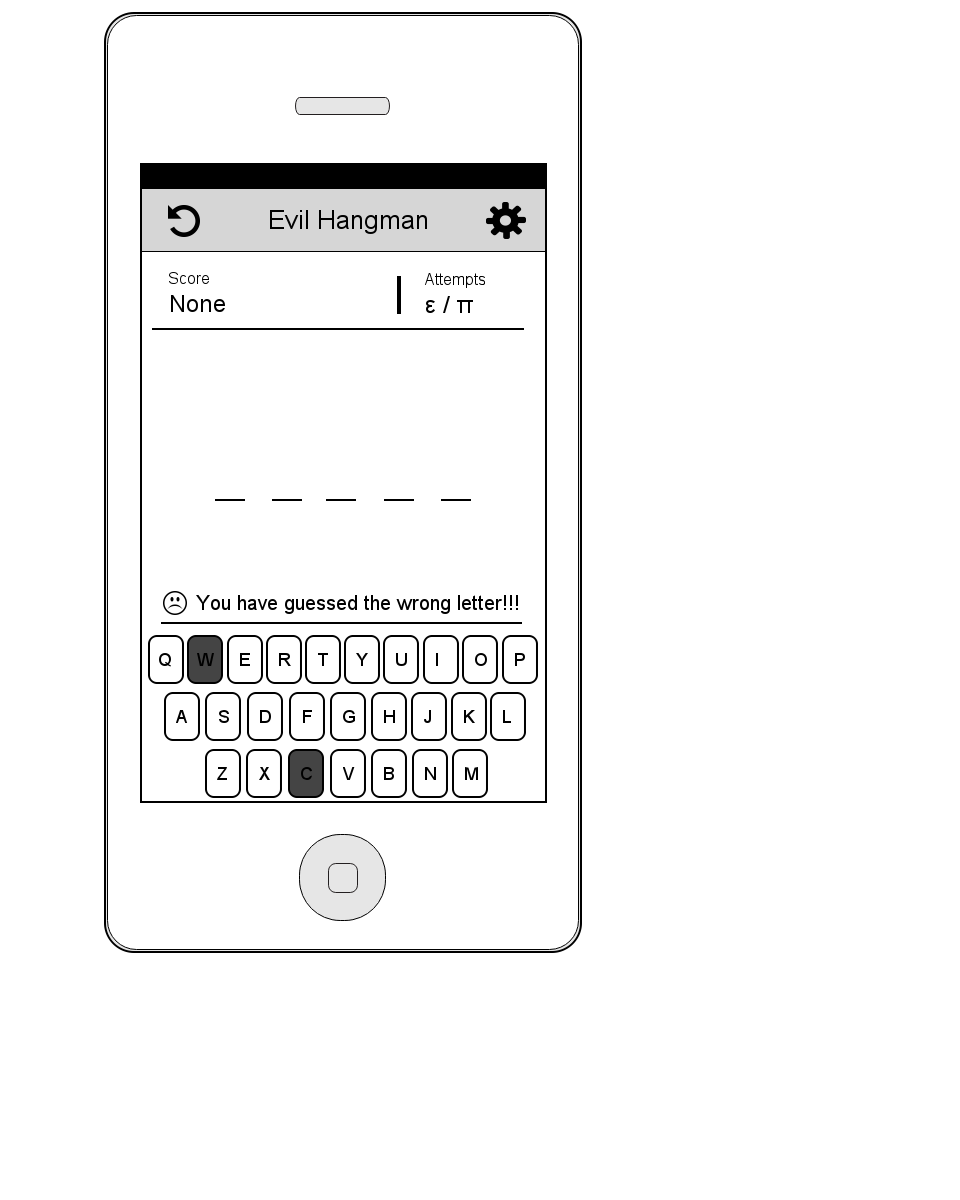 Evil Hangman
Score
Attempts
None
ε / π
You have guessed the wrong letter!!!
Q W E R T Y U I O P
A S D F G H J K L
Z X C V B N M